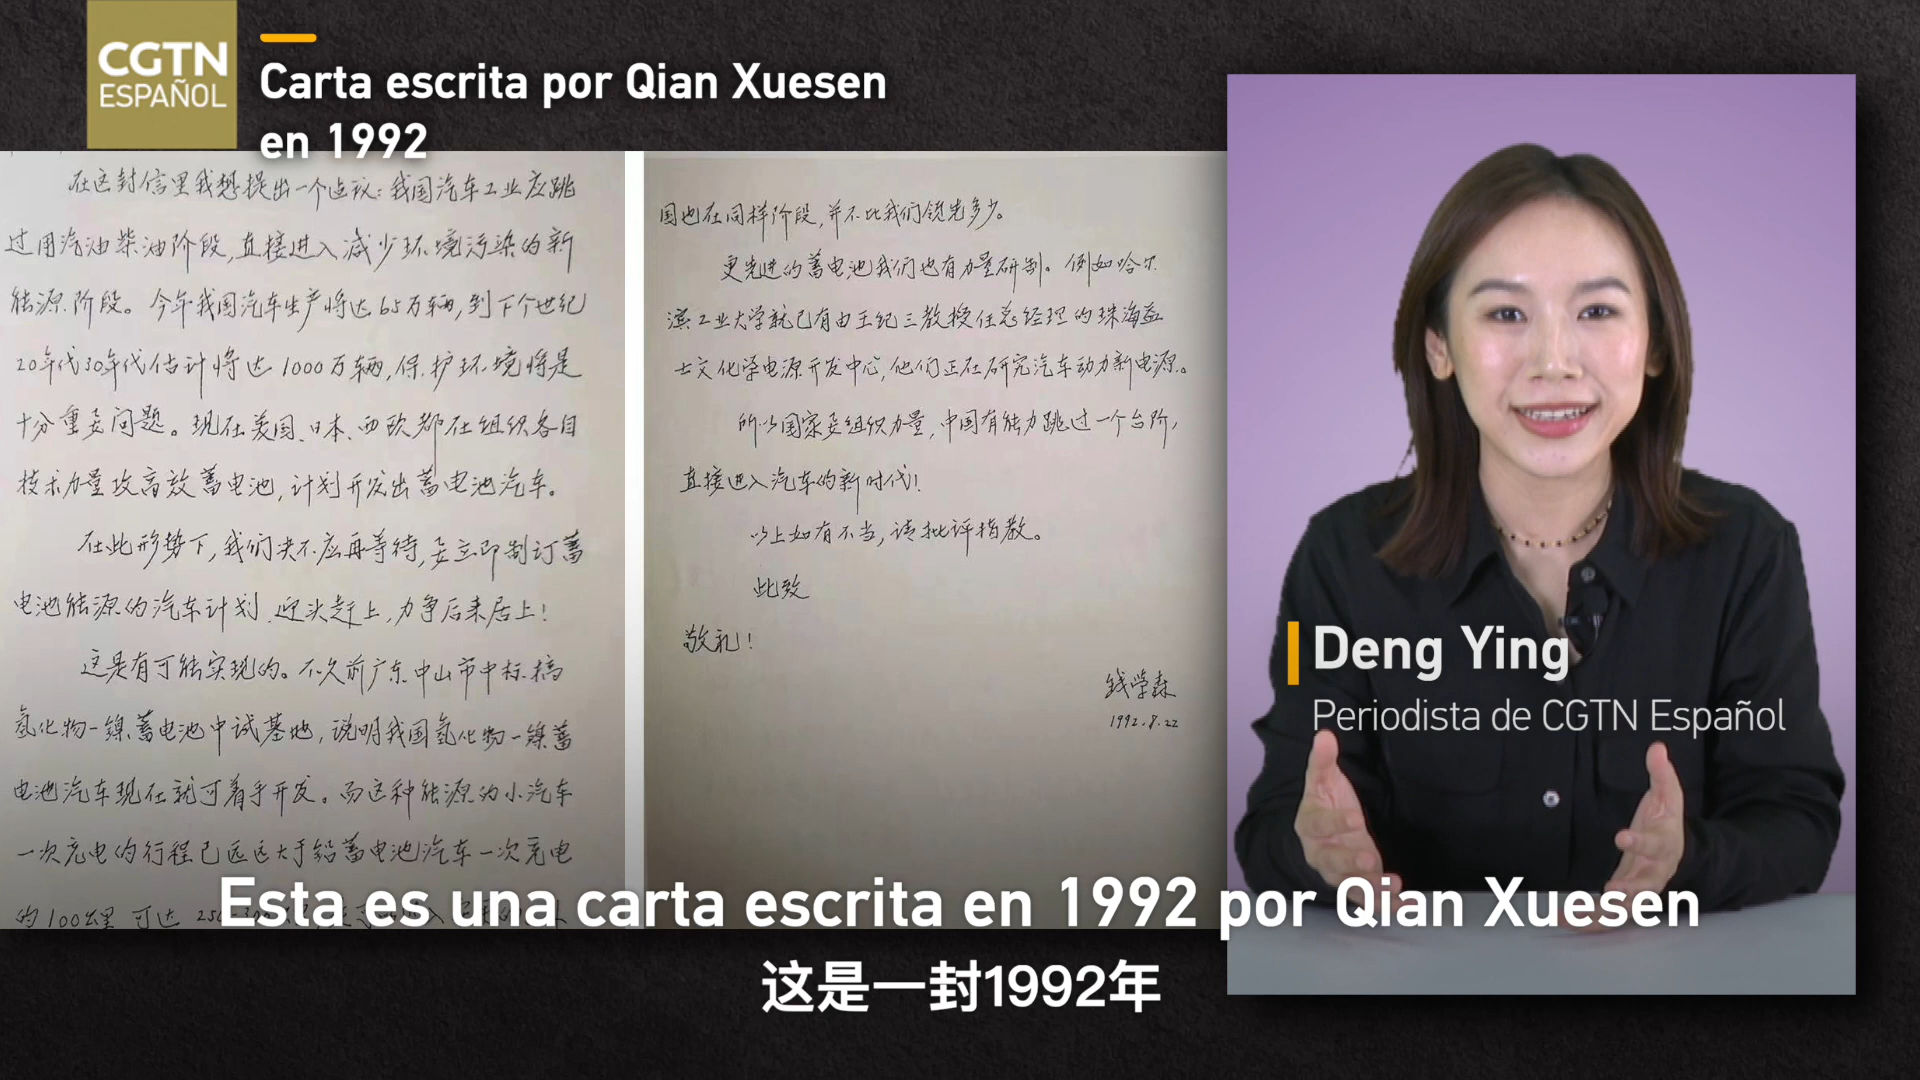 CGTN
ESPAÑOL
Carta escrita por Qian Xuesen
en 1992
在这封信里我想提出一个建议：我国汽车工业应跳
过用汽油柴油阶段，直接进入减少环境污染的新
能源阶段。今年我国汽车生产将达65万辆，到下个世纪
20年代30年代估计将达1000万辆，保护环境将是
十分重要问题。现在美国、日本、西欧都在组织各自
技术力量攻高效蓄电池，计划开发出蓄电池汽车。
在此形势下，我们决不应再等待，要立即制订蓄
电池能源的汽车计划，迎头赶上，力争后来居上！
这是有可能实现的。不久前广东中山市中标搞
氢化物—镍蓄电池中试基地，说明我国氢化物—镍蓄
电池汽车现在就可着手开发。而这种能源的小汽车
一次充电的行程已远远大于铅蓄电池汽车一次充电
的100公里，可达
国也在同样阶段，并不比我们领先多少。
更先进的蓄电池我们也有力量研制。例如哈尔
滨工业大学就已有由王纪三教授任总经理的珠海益
士文化学电源开发中心，他们正在研究汽车动力新电源。
所以国家要组织力量，中国有能力跳过一个台阶，
直接进入汽车的新时代！
以上如有不当，请批评指教。
此致
敬礼！
钱学森
1992.8.22
Deng Ying
Periodista de CGTN Español
Esta es una carta escrita en 1992 por Qian Xuesen
这是一封1992年